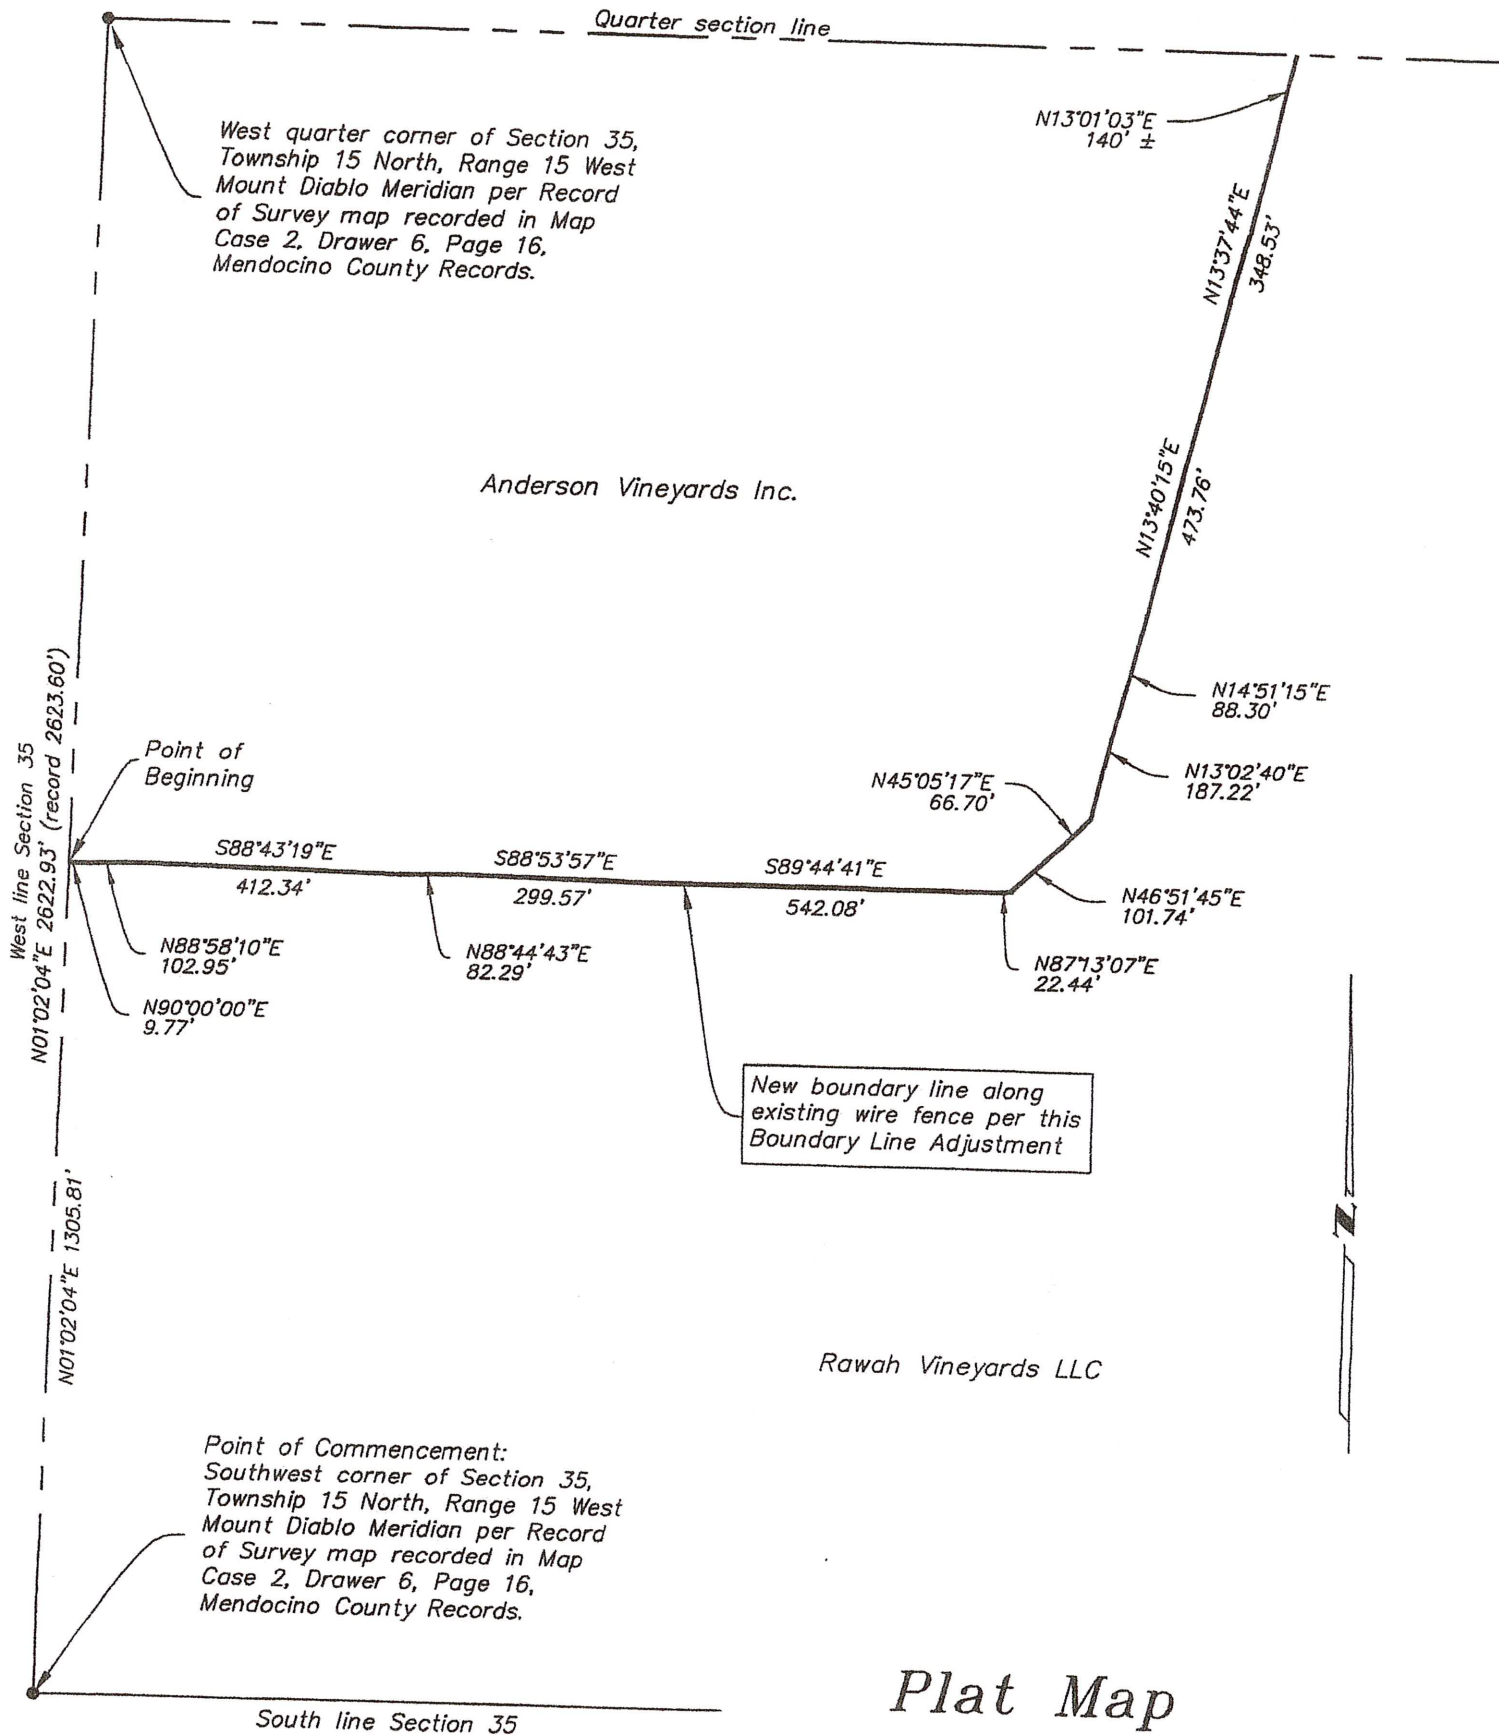 Quarter section line
N13°01'03"E
140' ±
West quarter corner of Section 35,
Township 15 North, Range 15 West
Mount Diablo Meridian per Record
of Survey map recorded in Map
Case 2, Drawer 6, Page 16,
Mendocino County Records.
N13°37'44"E
348.53'
Anderson Vineyards Inc.
N13°40'15"E
473.76'
N14°51'15"E
88.30'
N13°02'40"E
187.22'
West line Section 35
N01°02'04"E 2622.93' (record 2623.60')
Point of
Beginning
N45°05'17"E
66.70'
S88°43'19"E
412.34'
S88°53'57"E
299.57'
S89°44'41"E
542.08'
N46°51'45"E
101.74'
N88°58'10"E
102.95'
N88°44'43"E
82.29'
N87°13'07"E
22.44'
N90°00'00"E
9.77'
New boundary line along
existing wire fence per this
Boundary Line Adjustment
N01°02'04"E 1305.81'
N
Rawah Vineyards LLC
Point of Commencement:
Southwest corner of Section 35,
Township 15 North, Range 15 West
Mount Diablo Meridian per Record
of Survey map recorded in Map
Case 2, Drawer 6, Page 16,
Mendocino County Records.
South line Section 35
Plat Map